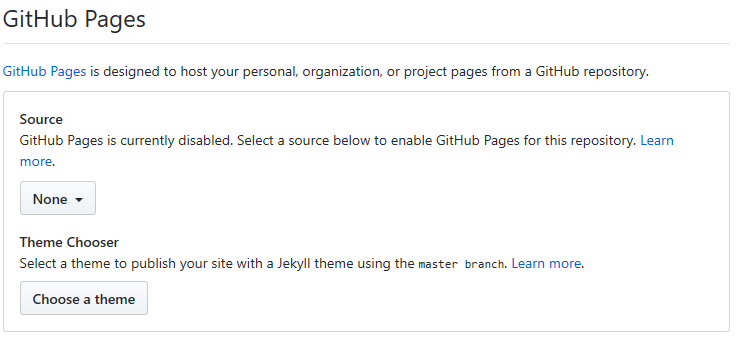 GitHub Pages
GitHub Pages is designed to host your personal, organization, or project pages from a GitHub repository.
Source
GitHub Pages is currently disabled. Select a source below to enable GitHub Pages for this repository. Learn
more.
None
Theme Chooser
Select a theme to publish your site with a Jekyll theme using the master branch. Learn more.
Choose a theme